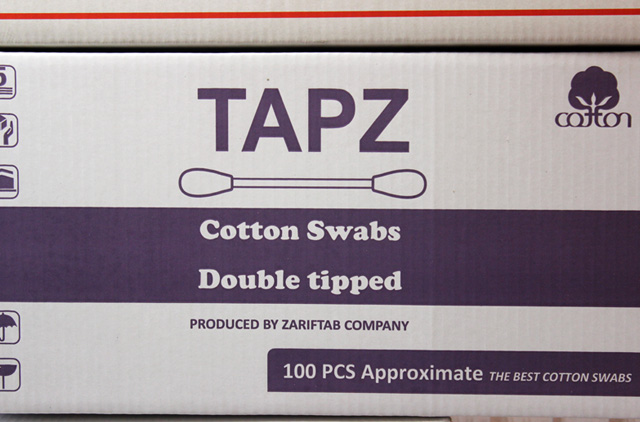 TAPZ
cotton
Cotton Swabs
Double tipped
PRODUCED BY ZARIFTAB COMPANY
100 PCS Approximate THE BEST COTTON SWABS